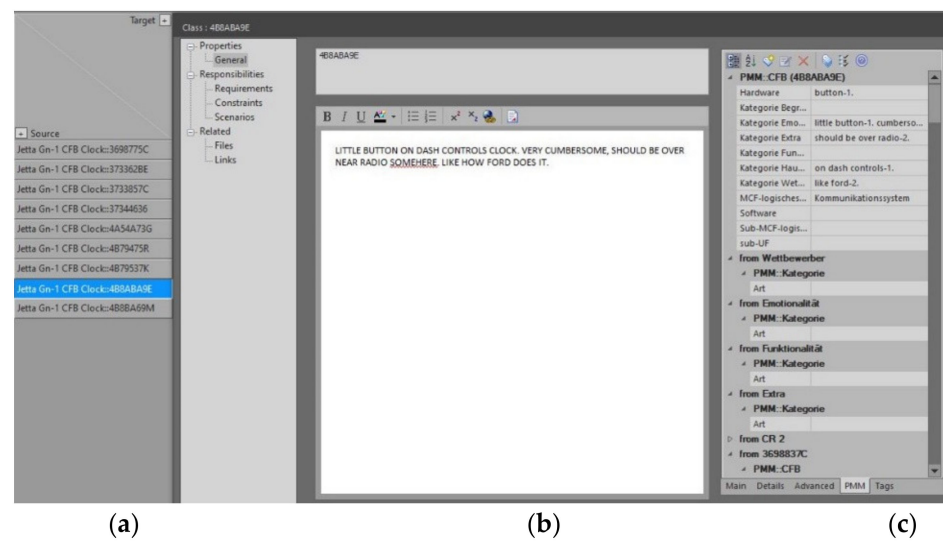 Target +
+ Source
Jetta Gn-1 CFB Clock::3698775C
Jetta Gn-1 CFB Clock::373362BE
Jetta Gn-1 CFB Clock::3733857C
Jetta Gn-1 CFB Clock::37344636
Jetta Gn-1 CFB Clock::4A54A73G
Jetta Gn-1 CFB Clock::4B79475R
Jetta Gn-1 CFB Clock::4B79537K
Jetta Gn-1 CFB Clock::4B8ABA9E
Jetta Gn-1 CFB Clock::4B8BA69M
Class : 4B8ABA9E
Properties
General
Responsibilities
Requirements
Constraints
Scenarios
Related
Files
Links
4B8ABA9E
B I U A x² x₂
LITTLE BUTTON ON DASH CONTROLS CLOCK. VERY CUMBERSOME, SHOULD BE OVER
NEAR RADIO SOMEHERE. LIKE HOW FORD DOES IT.
PMM::CFB (4B8ABA9E)
Hardware button-1.
Kategorie Begr...
Kategorie Emo... little button-1. cumberso...
Kategorie Extra should be over radio-2.
Kategorie Fun...
Kategorie Hau... on dash controls-1.
Kategorie Wet... like ford-2.
MCF-logisches... Kommunikationssystem
Software
Sub-MCF-logis...
sub-UF
from Wettbewerber
PMM::Kategorie
Art
from Emotionalität
PMM::Kategorie
Art
from Funktionalität
PMM::Kategorie
Art
from Extra
PMM::Kategorie
Art
from CR 2
from 3698837C
PMM::CFB
Main Details Advanced PMM Tags
(a) (b) (c)